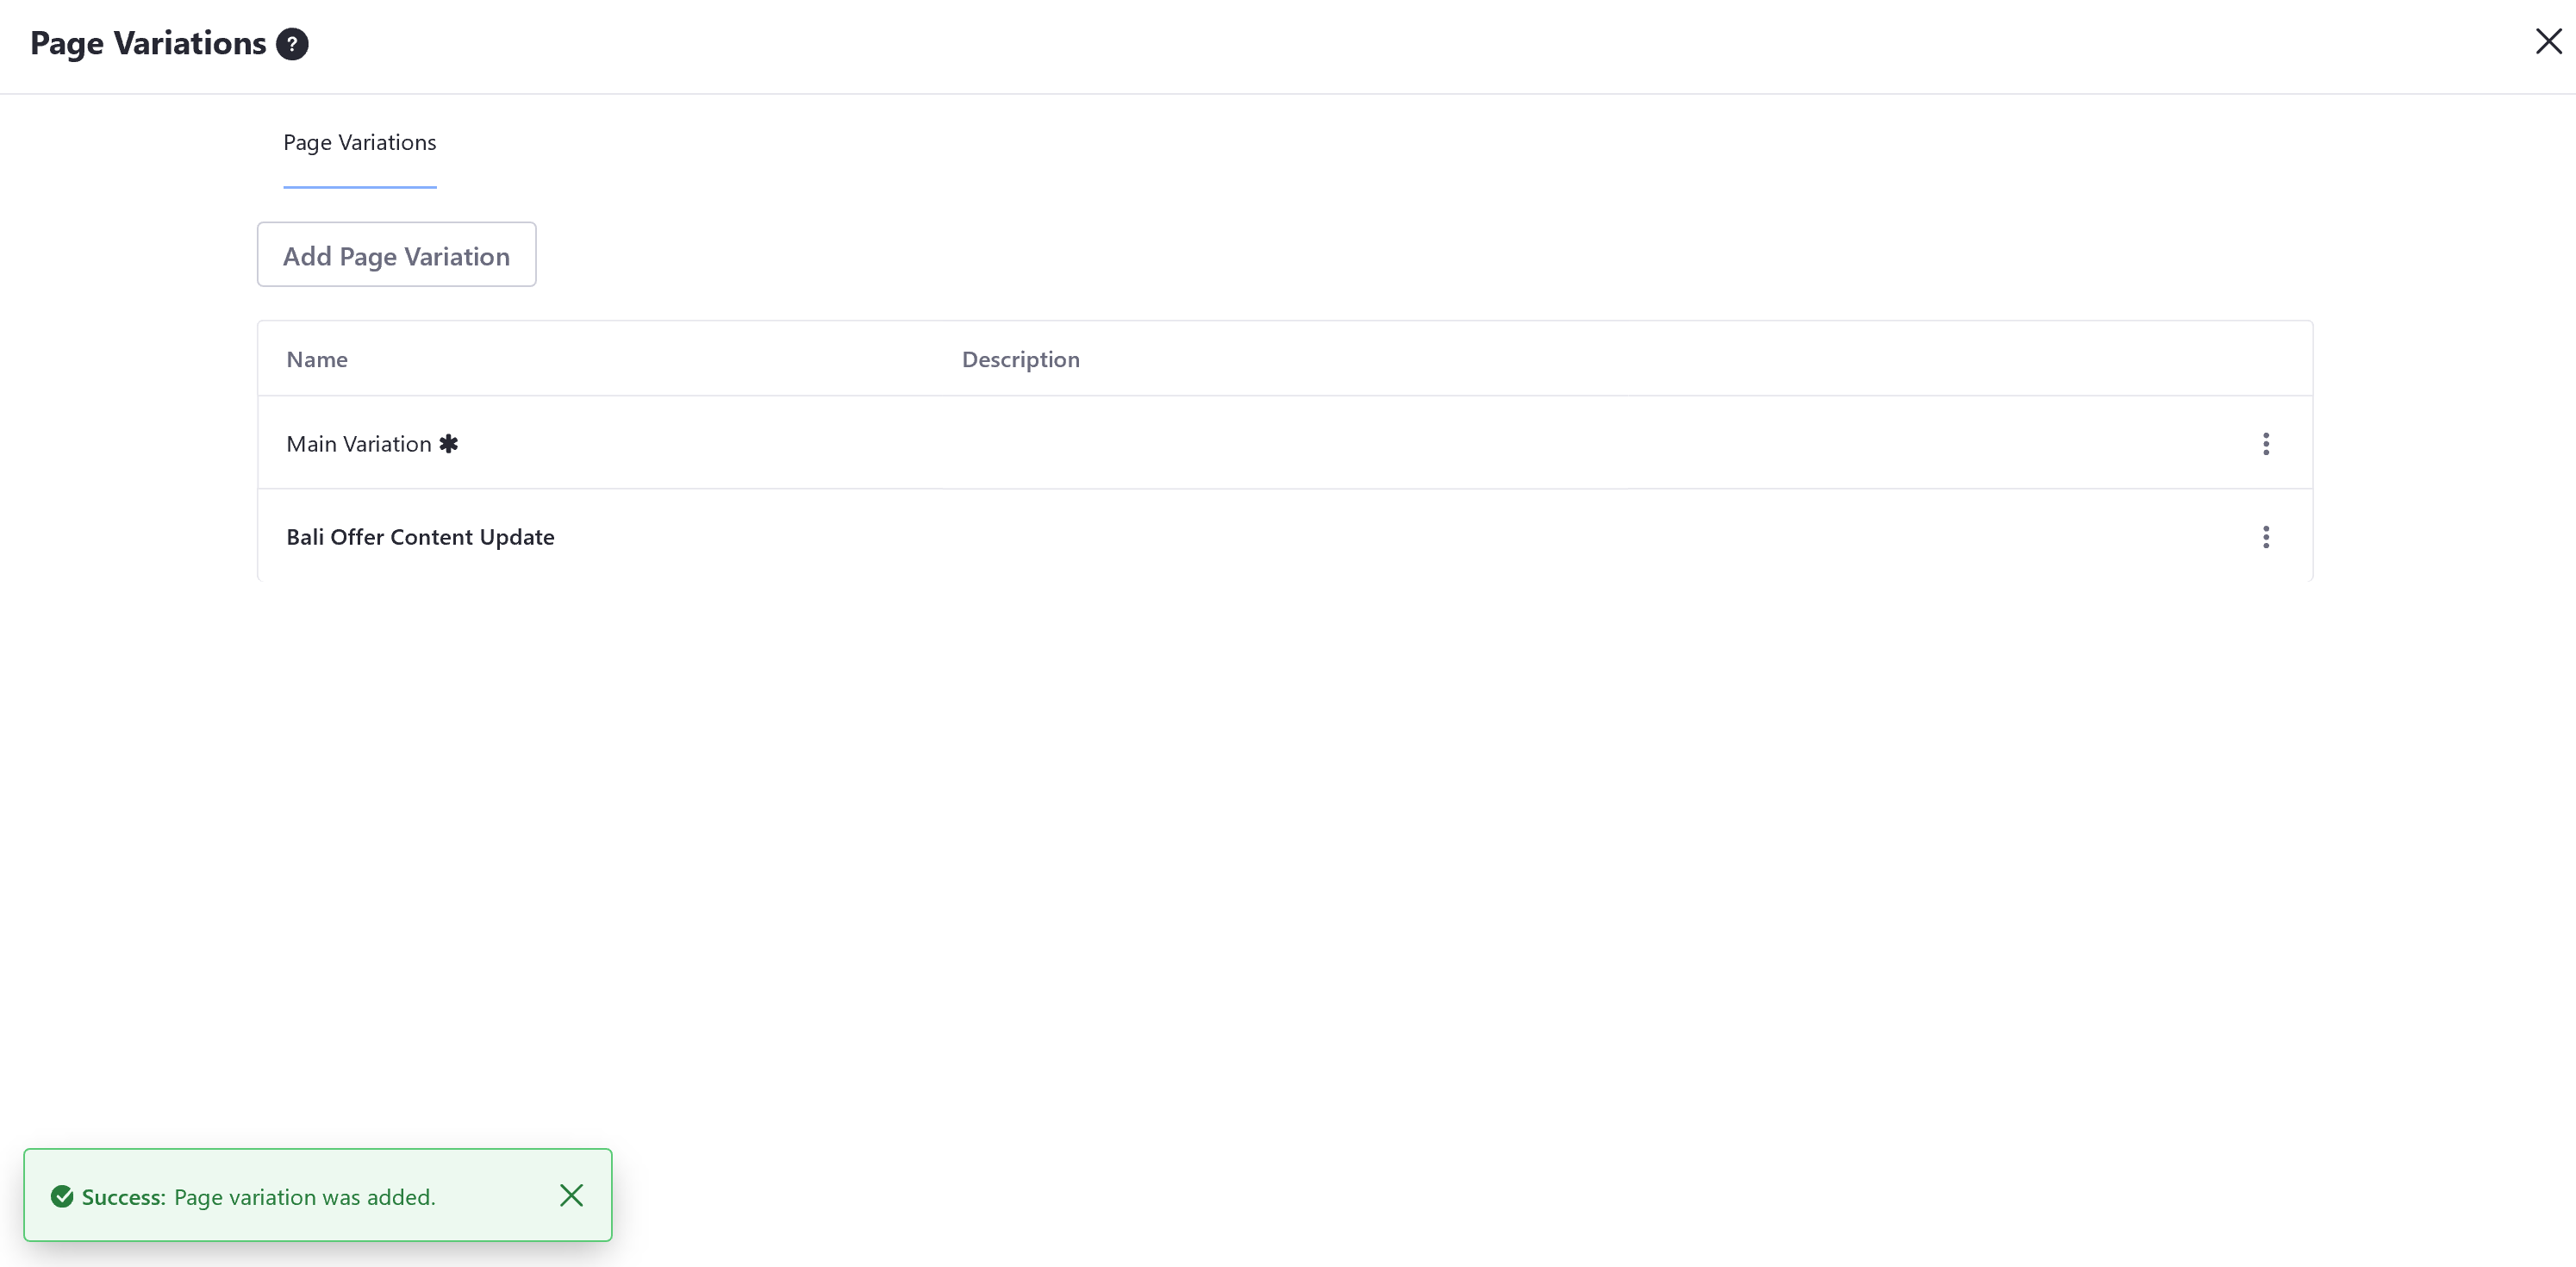 Page Variations
Page Variations
Add Page Variation
Name Description
Main Variation ✱
Bali Offer Content Update
Success: Page variation was added.